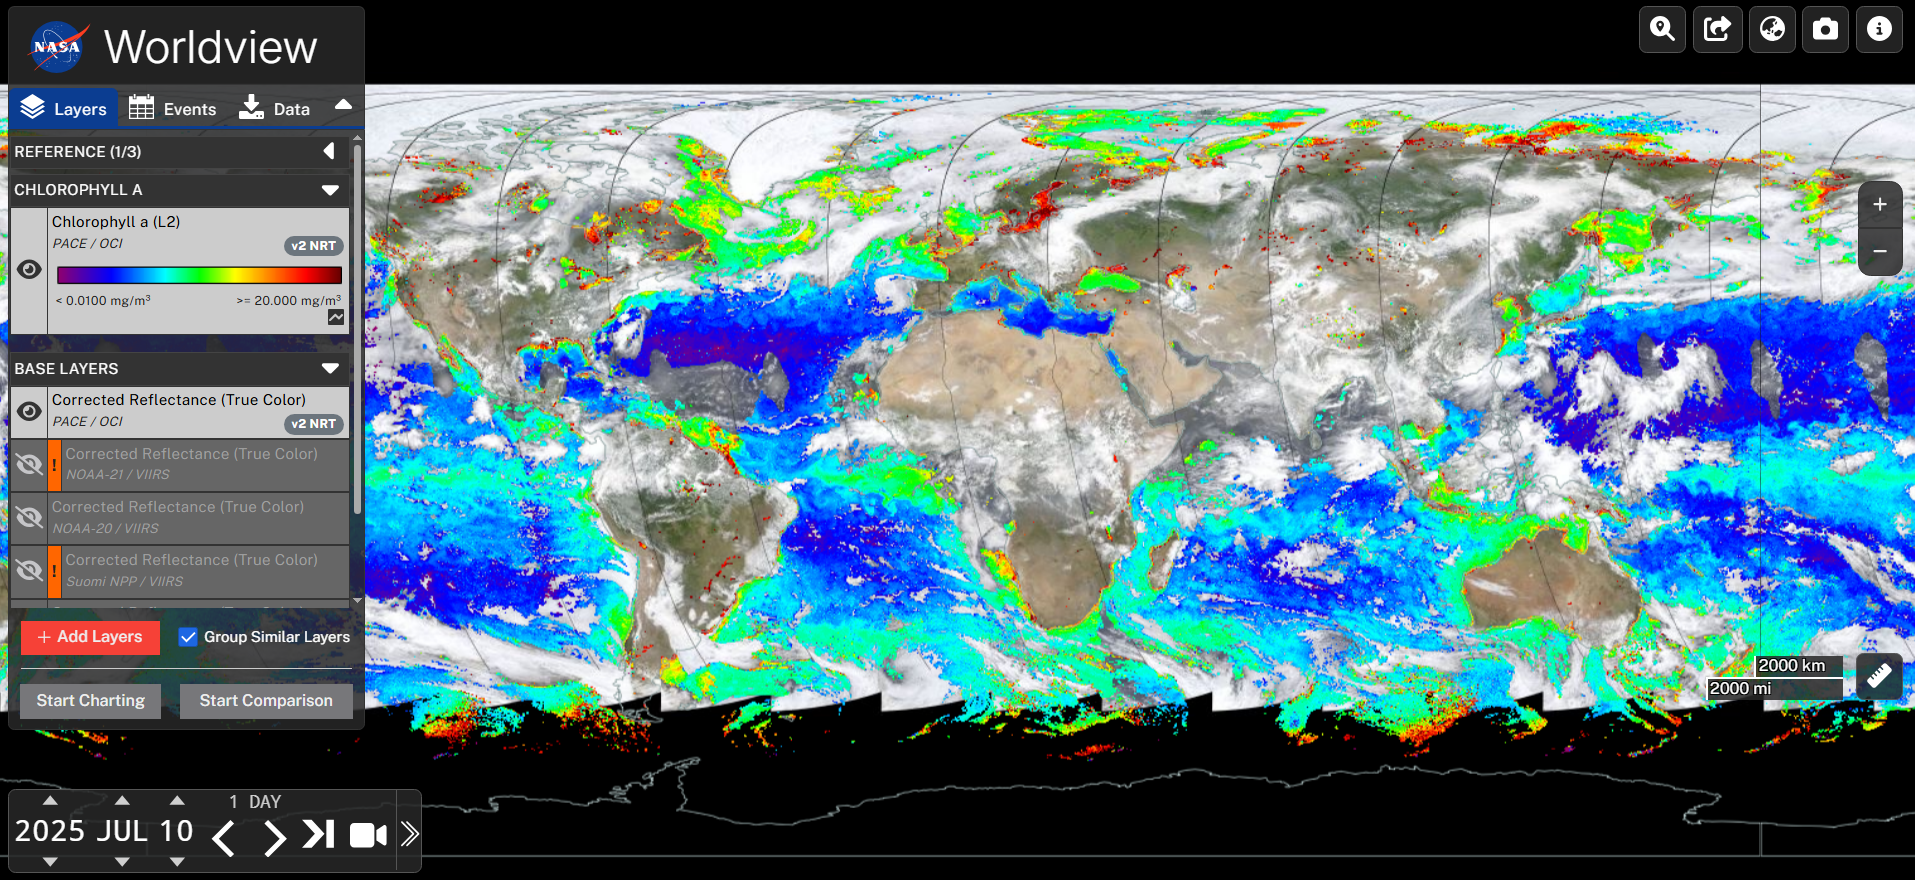 NASA Worldview
Layers Events Data
REFERENCE (1/3)
CHLOROPHYLL A
Chlorophyll a (L2)
PACE / OCI
v2 NRT
< 0.0100 mg/m³ >= 20.000 mg/m³
BASE LAYERS
Corrected Reflectance (True Color)
PACE / OCI
v2 NRT
! Corrected Reflectance (True Color)
NOAA-21 / VIIRS
Corrected Reflectance (True Color)
NOAA-20 / VIIRS
! Corrected Reflectance (True Color)
Suomi NPP / VIIRS
+ Add Layers Group Similar Layers
Start Charting Start Comparison
1 DAY
2025 JUL 10
+
−
2000 km
2000 mi